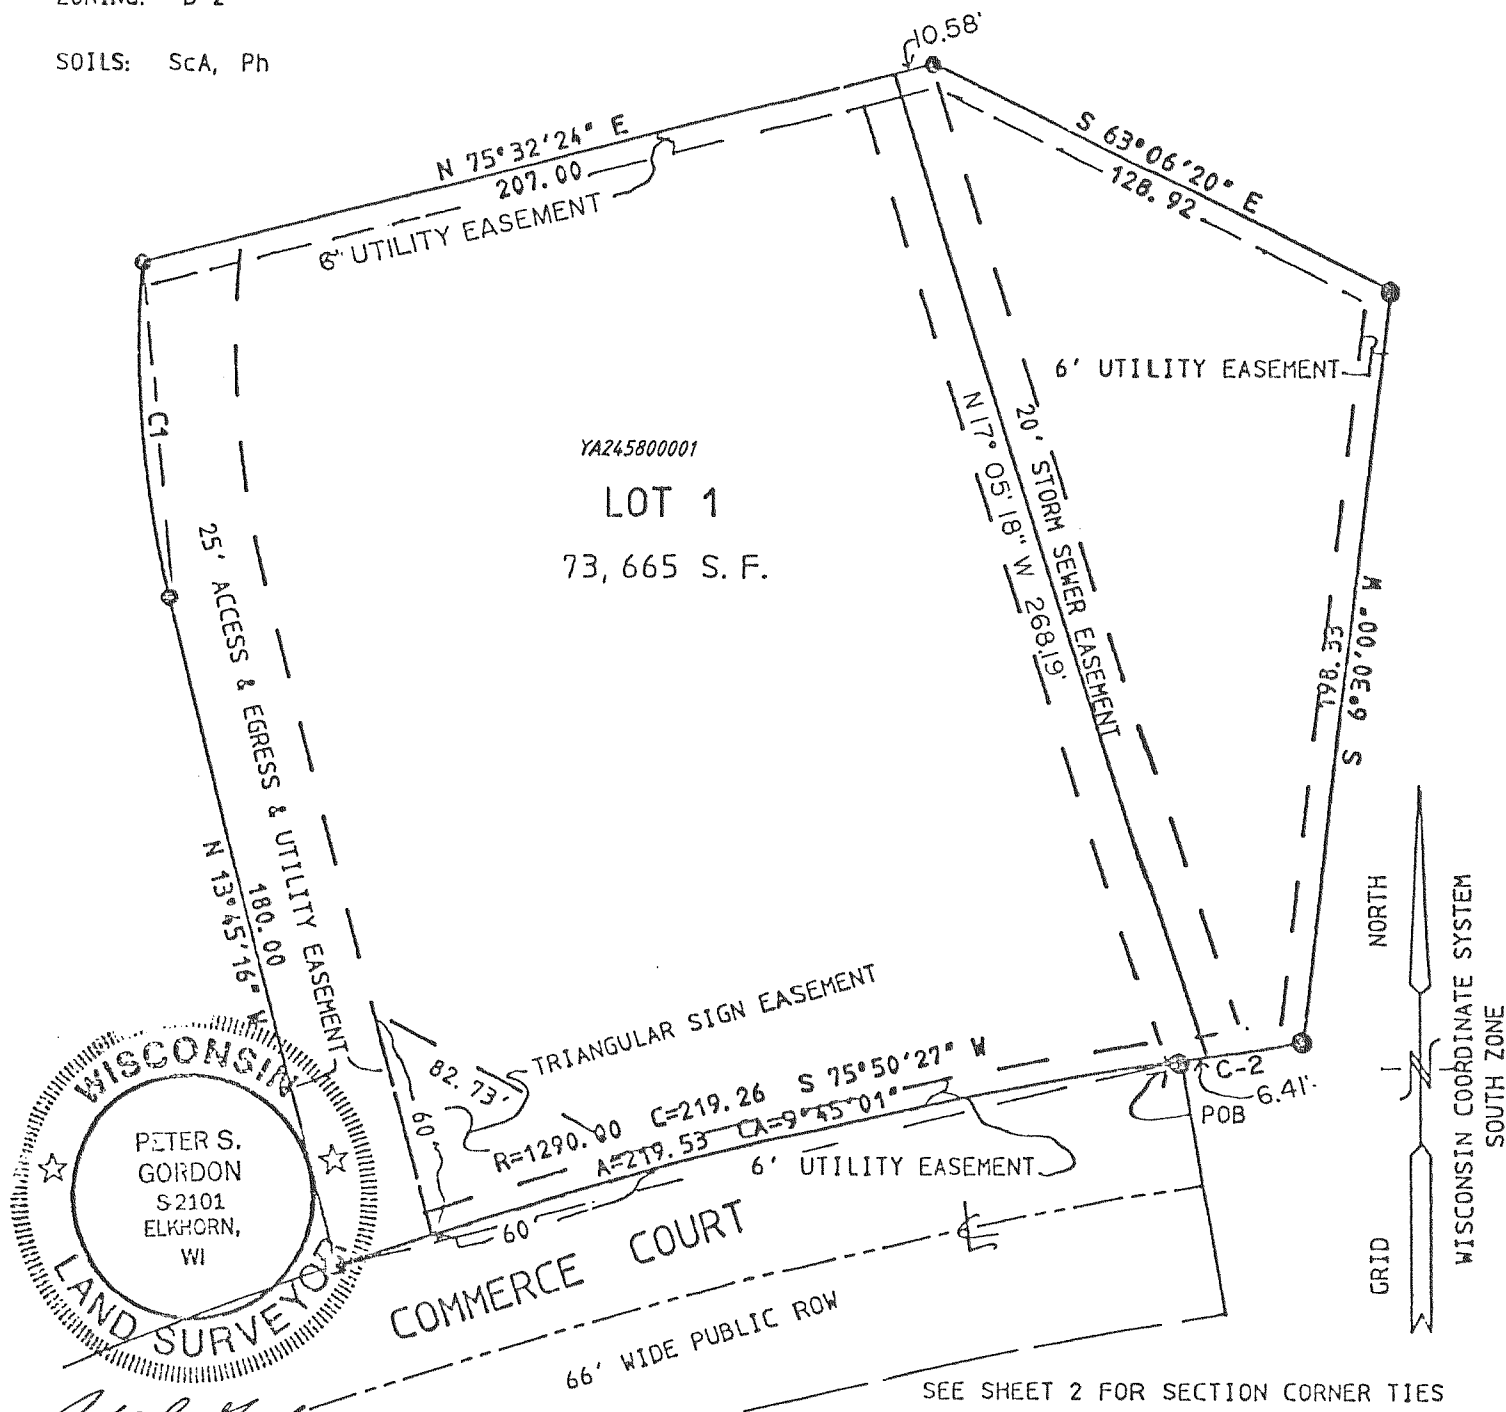 ZONING: B-2
SOILS: ScA, Ph
10.58'
N 75°32'24" E
207.00
6' UTILITY EASEMENT
S 63°06'20" E
128.92
6' UTILITY EASEMENT
C1
YA245800001
LOT 1
73,665 S.F.
20' STORM SEWER EASEMENT
N 17° 05' 18" W 268.19'
S 9°30'00" W
198.33
25' ACCESS & EGRESS & UTILITY EASEMENT
N 13°45'16" W
180.00
TRIANGULAR SIGN EASEMENT
82.73'
60
R=1290.00 C=219.26 S 75°50'27" W
A=219.53 CA=9°45'01"
6' UTILITY EASEMENT
60
C-2
6.41'
POB
COMMERCE COURT
66' WIDE PUBLIC ROW
WISCONSIN
PETER S.
GORDON
S-2101
ELKHORN,
WI
LAND SURVEYOR
GRID NORTH
WISCONSIN COORDINATE SYSTEM
SOUTH ZONE
SEE SHEET 2 FOR SECTION CORNER TIES